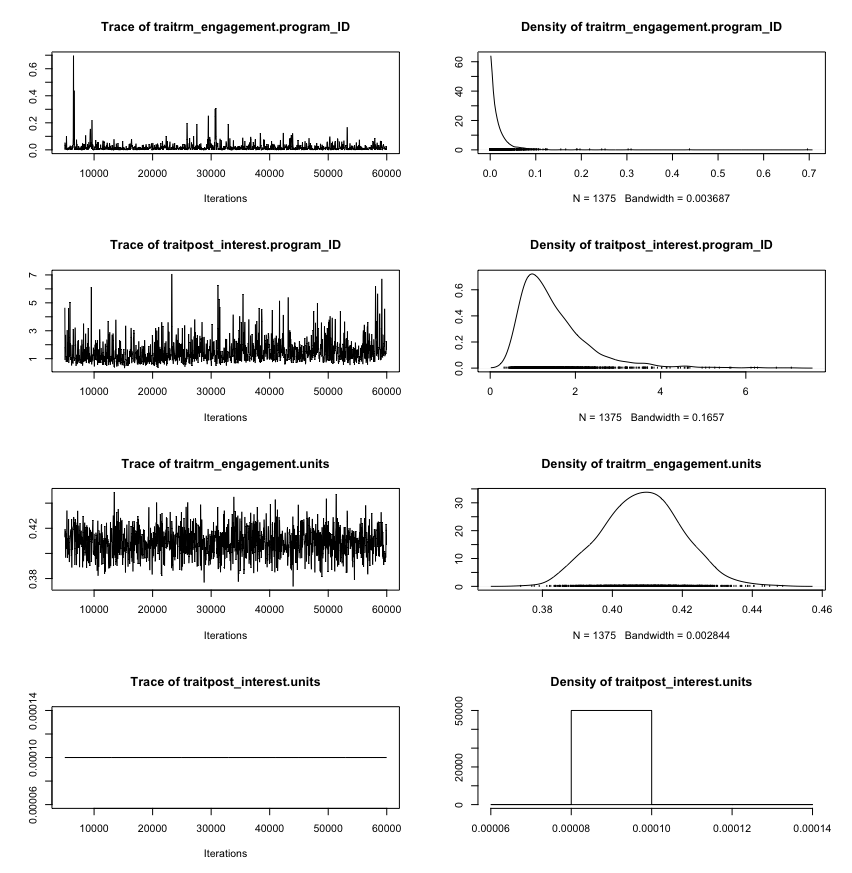 Trace of traitrm_engagement.program_ID
0.0 0.2 0.4 0.6
10000 20000 30000 40000 50000 60000
Iterations
Density of traitrm_engagement.program_ID
0 20 40 60
0.0 0.1 0.2 0.3 0.4 0.5 0.6 0.7
N = 1375 Bandwidth = 0.003687
Trace of traitpost_interest.program_ID
1 3 5 7
10000 20000 30000 40000 50000 60000
Iterations
Density of traitpost_interest.program_ID
0.0 0.2 0.4 0.6
0 2 4 6
N = 1375 Bandwidth = 0.1657
Trace of traitrm_engagement.units
0.38 0.42
10000 20000 30000 40000 50000 60000
Iterations
Density of traitrm_engagement.units
0 10 20 30
0.38 0.40 0.42 0.44 0.46
N = 1375 Bandwidth = 0.002844
Trace of traitpost_interest.units
0.00006 0.00010 0.00014
10000 20000 30000 40000 50000 60000
Iterations
Density of traitpost_interest.units
0 20000 50000
0.00006 0.00008 0.00010 0.00012 0.00014